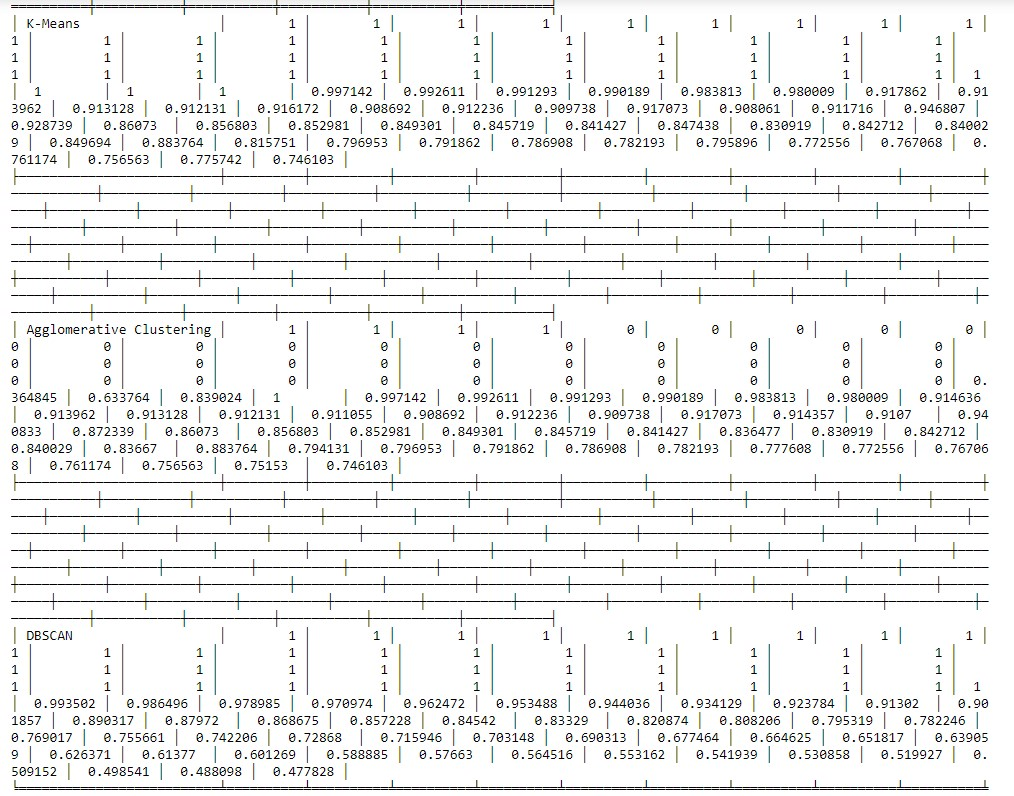 | K-Means | 1 | 1 | 1 | 1 | 1 | 1 | 1 | 1 | 1 |
1 | 1 | 1 | 1 | 1 | 1 | 1 | 1 | 1 | 1 | 1 |
1 | 1 | 1 | 1 | 1 | 1 | 1 | 1 | 1 | 1 | 1 |
1 | 1 | 1 | 1 | 1 | 1 | 1 | 1 | 1 | 1 | 1 | 1
| 1 | 1 | 1 | 0.997142 | 0.992611 | 0.991293 | 0.990189 | 0.983813 | 0.980009 | 0.917862 | 0.91
3962 | 0.913128 | 0.912131 | 0.916172 | 0.908692 | 0.912236 | 0.909738 | 0.917073 | 0.908061 | 0.911716 | 0.946807 |
0.928739 | 0.86073 | 0.856803 | 0.852981 | 0.849301 | 0.845719 | 0.841427 | 0.847438 | 0.830919 | 0.842712 | 0.84002
9 | 0.849694 | 0.883764 | 0.815751 | 0.796953 | 0.791862 | 0.786908 | 0.782193 | 0.795896 | 0.772556 | 0.767068 | 0.
761174 | 0.756563 | 0.775742 | 0.746103 |
| Agglomerative Clustering | 1 | 1 | 1 | 1 | 0 | 0 | 0 | 0 | 0 |
0 | 0 | 0 | 0 | 0 | 0 | 0 | 0 | 0 | 0 | 0 |
0 | 0 | 0 | 0 | 0 | 0 | 0 | 0 | 0 | 0 | 0 |
0 | 0 | 0 | 0 | 0 | 0 | 0 | 0 | 0 | 0 | 0 | 0.
364845 | 0.633764 | 0.839024 | 1 | 0.997142 | 0.992611 | 0.991293 | 0.990189 | 0.983813 | 0.980009 | 0.914636
| 0.913962 | 0.913128 | 0.912131 | 0.911055 | 0.908692 | 0.912236 | 0.909738 | 0.917073 | 0.914357 | 0.9107 | 0.94
0833 | 0.872339 | 0.86073 | 0.856803 | 0.852981 | 0.849301 | 0.845719 | 0.841427 | 0.836477 | 0.830919 | 0.842712 |
0.840029 | 0.83667 | 0.883764 | 0.794131 | 0.796953 | 0.791862 | 0.786908 | 0.782193 | 0.777608 | 0.772556 | 0.76706
8 | 0.761174 | 0.756563 | 0.75153 | 0.746103 |
| DBSCAN | 1 | 1 | 1 | 1 | 1 | 1 | 1 | 1 | 1 |
1 | 1 | 1 | 1 | 1 | 1 | 1 | 1 | 1 | 1 | 1 |
1 | 1 | 1 | 1 | 1 | 1 | 1 | 1 | 1 | 1 | 1 |
1 | 1 | 1 | 1 | 1 | 1 | 1 | 1 | 1 | 1 | 1 | 1
| 0.993502 | 0.986496 | 0.978985 | 0.970974 | 0.962472 | 0.953488 | 0.944036 | 0.934129 | 0.923784 | 0.91302 | 0.90
1857 | 0.890317 | 0.87972 | 0.868675 | 0.857228 | 0.84542 | 0.83329 | 0.820874 | 0.808206 | 0.795319 | 0.782246 |
0.769017 | 0.755661 | 0.742206 | 0.72868 | 0.715946 | 0.703148 | 0.690313 | 0.677464 | 0.664625 | 0.651817 | 0.63905
9 | 0.626371 | 0.61377 | 0.601269 | 0.588885 | 0.57663 | 0.564516 | 0.553162 | 0.541939 | 0.530858 | 0.519927 | 0.
509152 | 0.498541 | 0.488098 | 0.477828 |